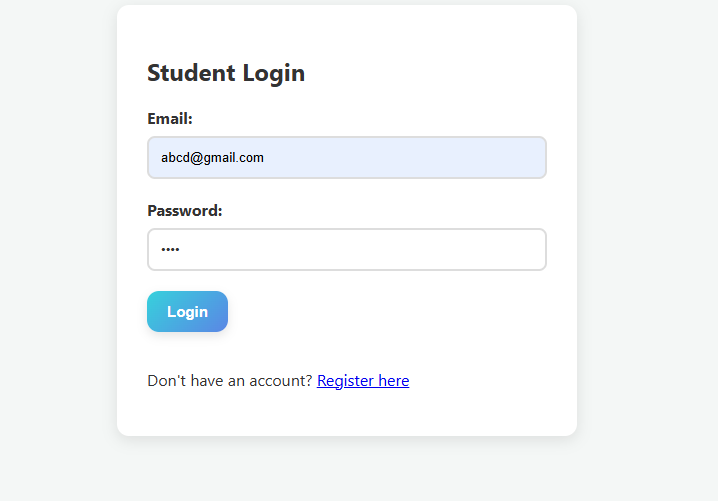 Student Login
Email:
abcd@gmail.com
Password:
••••
Login
Don't have an account? Register here